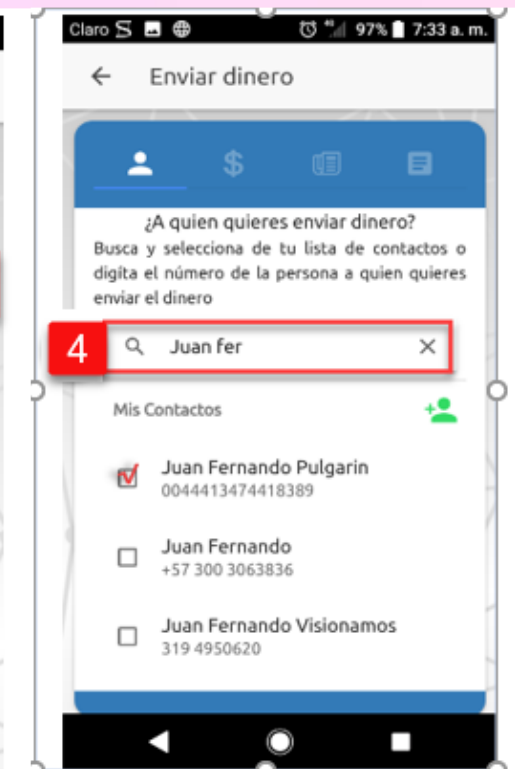 Claro 4G 97% 7:33 a. m.
Enviar dinero
$
¿A quien quieres enviar dinero?
Busca y selecciona de tu lista de contactos o
digíta el número de la persona a quien quieres
enviar el dinero
4 Juan fer
Mis Contactos
Juan Fernando Pulgarin
0044413474418389
Juan Fernando
+57 300 3063836
Juan Fernando Visionamos
319 4950620